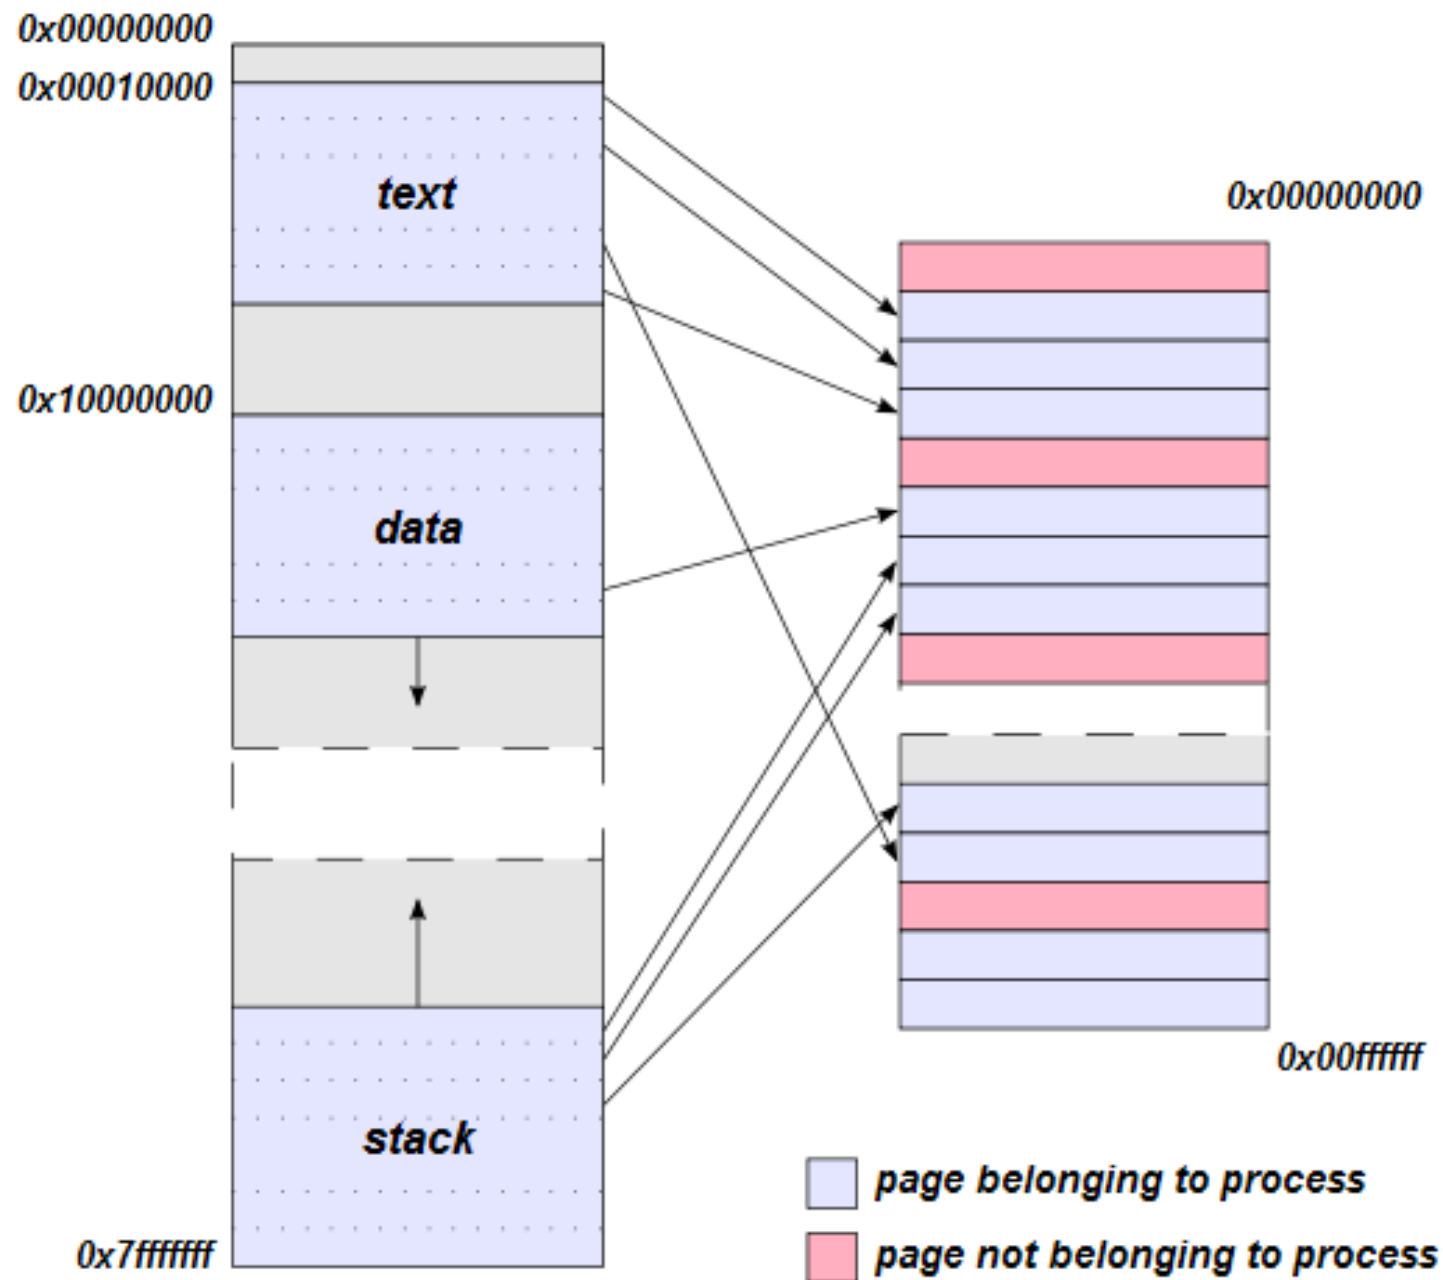 0x00000000
0x00010000
text
0x00000000
0x10000000
data
0x00ffffff
stack
page belonging to process
0x7fffffff
page not belonging to process